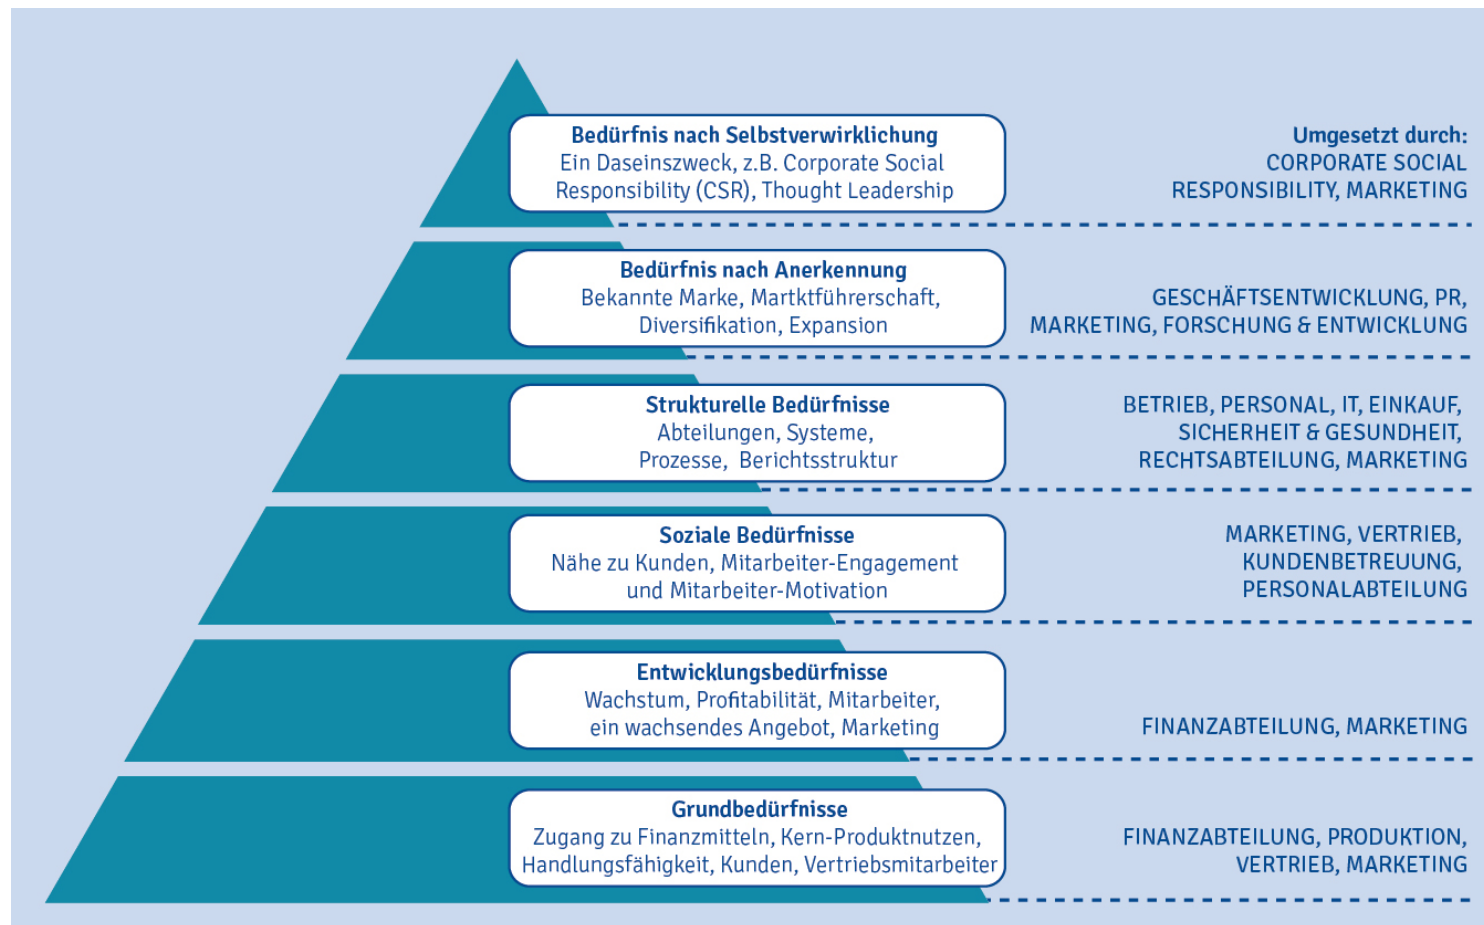 Bedürfnis nach Selbstverwirklichung
Ein Daseinszweck, z.B. Corporate Social
Responsibility (CSR), Thought Leadership
Umgesetzt durch:
CORPORATE SOCIAL
RESPONSIBILITY, MARKETING
Bedürfnis nach Anerkennung
Bekannte Marke, Martktführerschaft,
Diversifikation, Expansion
GESCHÄFTSENTWICKLUNG, PR,
MARKETING, FORSCHUNG & ENTWICKLUNG
Strukturelle Bedürfnisse
Abteilungen, Systeme,
Prozesse, Berichtsstruktur
BETRIEB, PERSONAL, IT, EINKAUF,
SICHERHEIT & GESUNDHEIT,
RECHTSABTEILUNG, MARKETING
Soziale Bedürfnisse
Nähe zu Kunden, Mitarbeiter-Engagement
und Mitarbeiter-Motivation
MARKETING, VERTRIEB,
KUNDENBETREUUNG,
PERSONALABTEILUNG
Entwicklungsbedürfnisse
Wachstum, Profitabilität, Mitarbeiter,
ein wachsendes Angebot, Marketing
FINANZABTEILUNG, MARKETING
Grundbedürfnisse
Zugang zu Finanzmitteln, Kern-Produktnutzen,
Handlungsfähigkeit, Kunden, Vertriebsmitarbeiter
FINANZABTEILUNG, PRODUKTION,
VERTRIEB, MARKETING